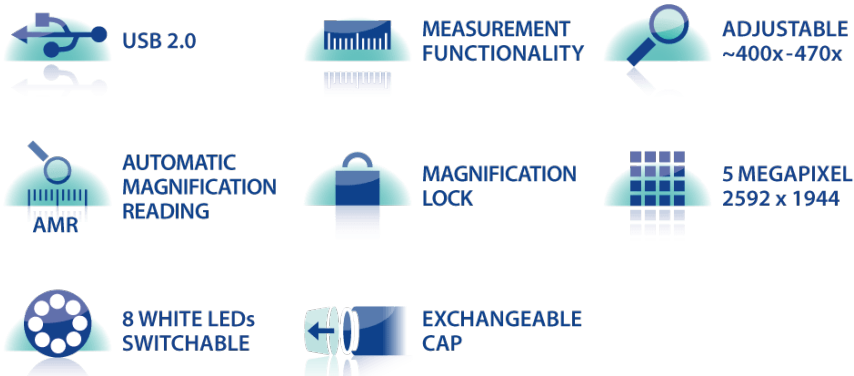 USB 2.0
MEASUREMENT
FUNCTIONALITY
ADJUSTABLE
~400x-470x
AUTOMATIC
MAGNIFICATION
READING
AMR
MAGNIFICATION
LOCK
5 MEGAPIXEL
2592 x 1944
8 WHITE LEDs
SWITCHABLE
EXCHANGEABLE
CAP